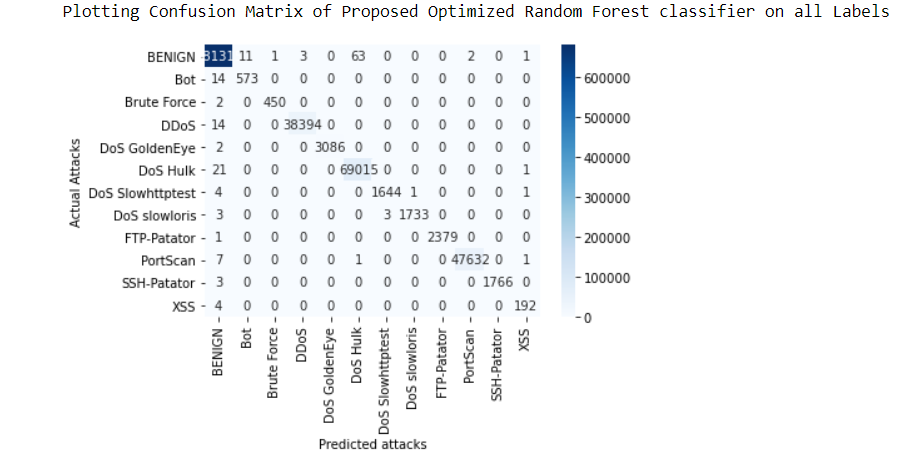 Plotting Confusion Matrix of Proposed Optimized Random Forest classifier on all Labels
BENIGN 11 1 3 0 63 0 0 0 2 0 1
Bot 14 573 0 0 0 0 0 0 0 0 0 0
Brute Force 2 0 450 0 0 0 0 0 0 0 0 0
DDoS 14 0 0 38394 0 0 0 0 0 0 0 0
DoS GoldenEye 2 0 0 0 3086 0 0 0 0 0 0 0
DoS Hulk 21 0 0 0 0 69015 0 0 0 0 0 1
DoS Slowhttptest 4 0 0 0 0 0 1644 1 0 0 0 1
DoS slowloris 3 0 0 0 0 0 3 1733 0 0 0 0
FTP-Patator 1 0 0 0 0 0 0 0 2379 0 0 0
PortScan 7 0 0 0 0 1 0 0 0 47632 0 1
SSH-Patator 3 0 0 0 0 0 0 0 0 0 1766 0
XSS 4 0 0 0 0 0 0 0 0 0 0 192
Actual Attacks
BENIGN
Bot
Brute Force
DDoS
DoS GoldenEye
DoS Hulk
DoS Slowhttptest
DoS slowloris
FTP-Patator
PortScan
SSH-Patator
XSS
Predicted attacks
600000
500000
400000
300000
200000
100000
0